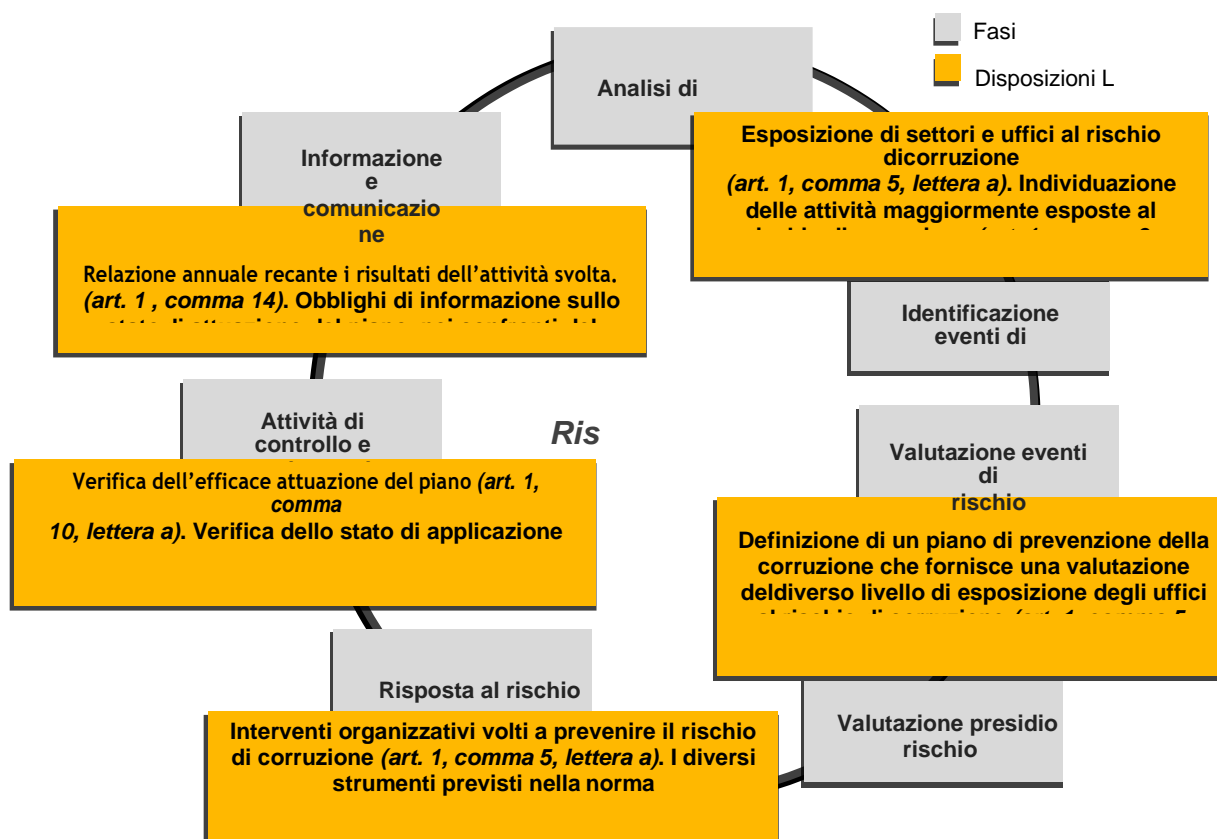 Fasi
Disposizioni L
Analisi di
Esposizione di settori e uffici al rischio
dicorruzione
(art. 1, comma 5, lettera a). Individuazione
delle attività maggiormente esposte al
Identificazione
eventi di
Valutazione eventi
di
rischio
Definizione di un piano di prevenzione della
corruzione che fornisce una valutazione
deldiverso livello di esposizione degli uffici
Valutazione presidio
rischio
Risposta al rischio
Interventi organizzativi volti a prevenire il rischio
di corruzione (art. 1, comma 5, lettera a). I diversi
strumenti previsti nella norma
Attività di
controllo e
Verifica dell’efficace attuazione del piano (art. 1,
comma
10, lettera a). Verifica dello stato di applicazione
Informazione
e
comunicazio
ne
Relazione annuale recante i risultati dell’attività svolta.
(art. 1 , comma 14). Obblighi di informazione sullo
Ris